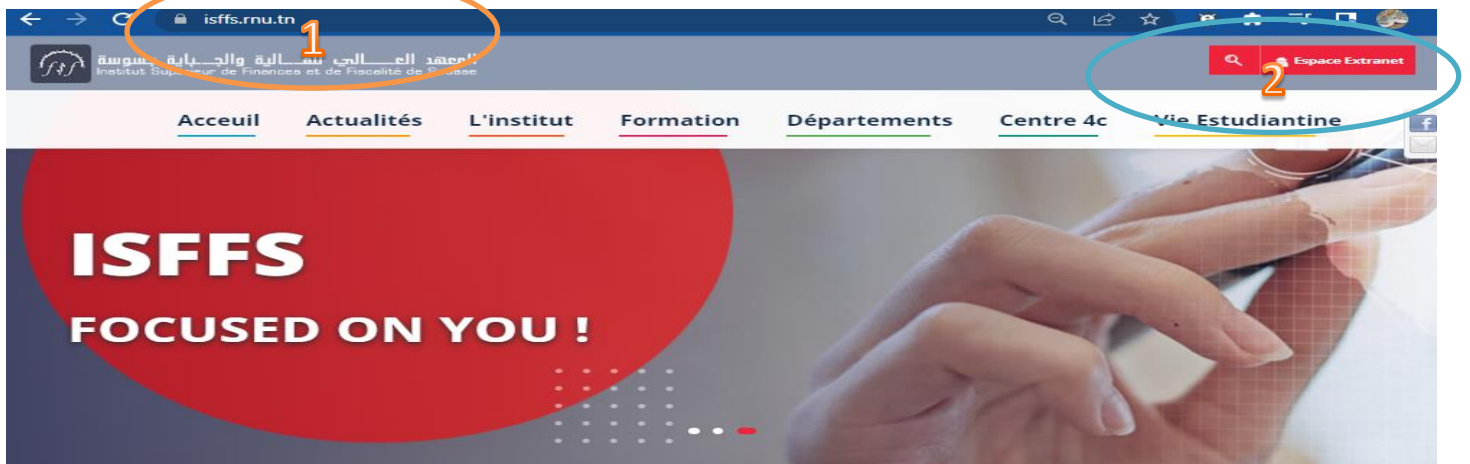 isffs.rnu.tn
1
المعهد العالي للمالية والجباية بسوسة
Institut Supérieur de Finances et de Fiscalité de Sousse
2
Espace Extranet
Acceuil Actualités L'institut Formation Départements Centre 4c Vie Estudiantine
f
ISFFS
FOCUSED ON YOU !